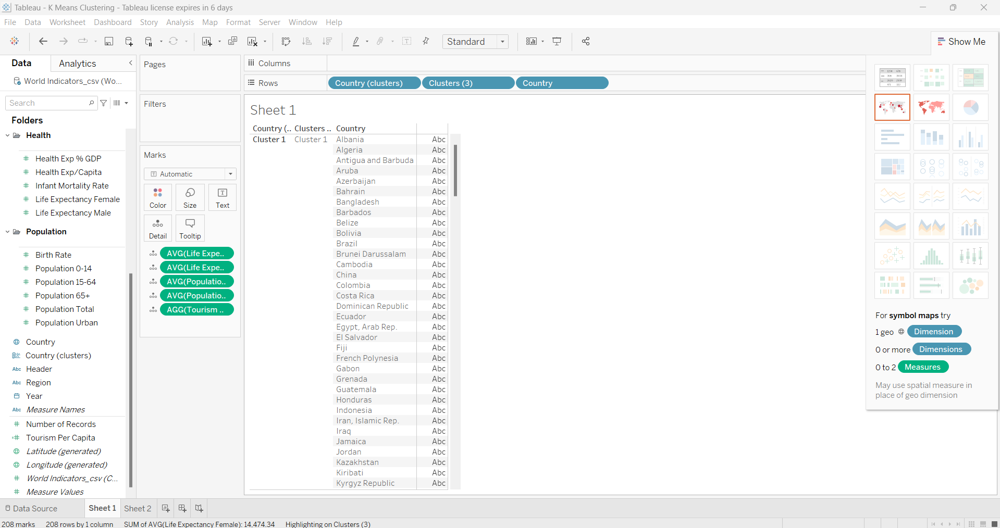 Tableau - K Means Clustering - Tableau license expires in 6 days
File Data Worksheet Dashboard Story Analysis Map Format Server Window Help
Standard
Show Me
Data Analytics
World Indicators_csv (Wo...
Search
Folders
Health
Health Exp % GDP
Health Exp/Capita
Infant Mortality Rate
Life Expectancy Female
Life Expectancy Male
Population
Birth Rate
Population 0-14
Population 15-64
Population 65+
Population Total
Population Urban
Country
Country (clusters)
Abc Header
Abc Region
Year
Abc Measure Names
Number of Records
Tourism Per Capita
Latitude (generated)
Longitude (generated)
World Indicators_csv (C...
Measure Values
Pages
Filters
Marks
Automatic
Color Size Text
Detail Tooltip
AVG(Life Expe..
AVG(Life Expe..
AVG(Populatio..
AVG(Populatio..
AGG(Tourism ..
Columns
Rows Country (clusters) Clusters (3) Country
Sheet 1
Country (.. Clusters .. Country
Cluster 1 Cluster 1 Albania Abc
Algeria Abc
Antigua and Barbuda Abc
Aruba Abc
Azerbaijan Abc
Bahrain Abc
Bangladesh Abc
Barbados Abc
Belize Abc
Bolivia Abc
Brazil Abc
Brunei Darussalam Abc
Cambodia Abc
China Abc
Colombia Abc
Costa Rica Abc
Dominican Republic Abc
Ecuador Abc
Egypt, Arab Rep. Abc
El Salvador Abc
Fiji Abc
French Polynesia Abc
Gabon Abc
Grenada Abc
Guatemala Abc
Honduras Abc
Indonesia Abc
Iran, Islamic Rep. Abc
Iraq Abc
Jamaica Abc
Jordan Abc
Kazakhstan Abc
Kiribati Abc
Kyrgyz Republic Abc
For symbol maps try
1 geo Dimension
0 or more Dimensions
0 to 2 Measures
May use spatial measure in
place of geo dimension
Data Source Sheet 1 Sheet 2
208 marks 208 rows by 1 column SUM of AVG(Life Expectancy Female): 14,474.34 Highlighting on Clusters (3)